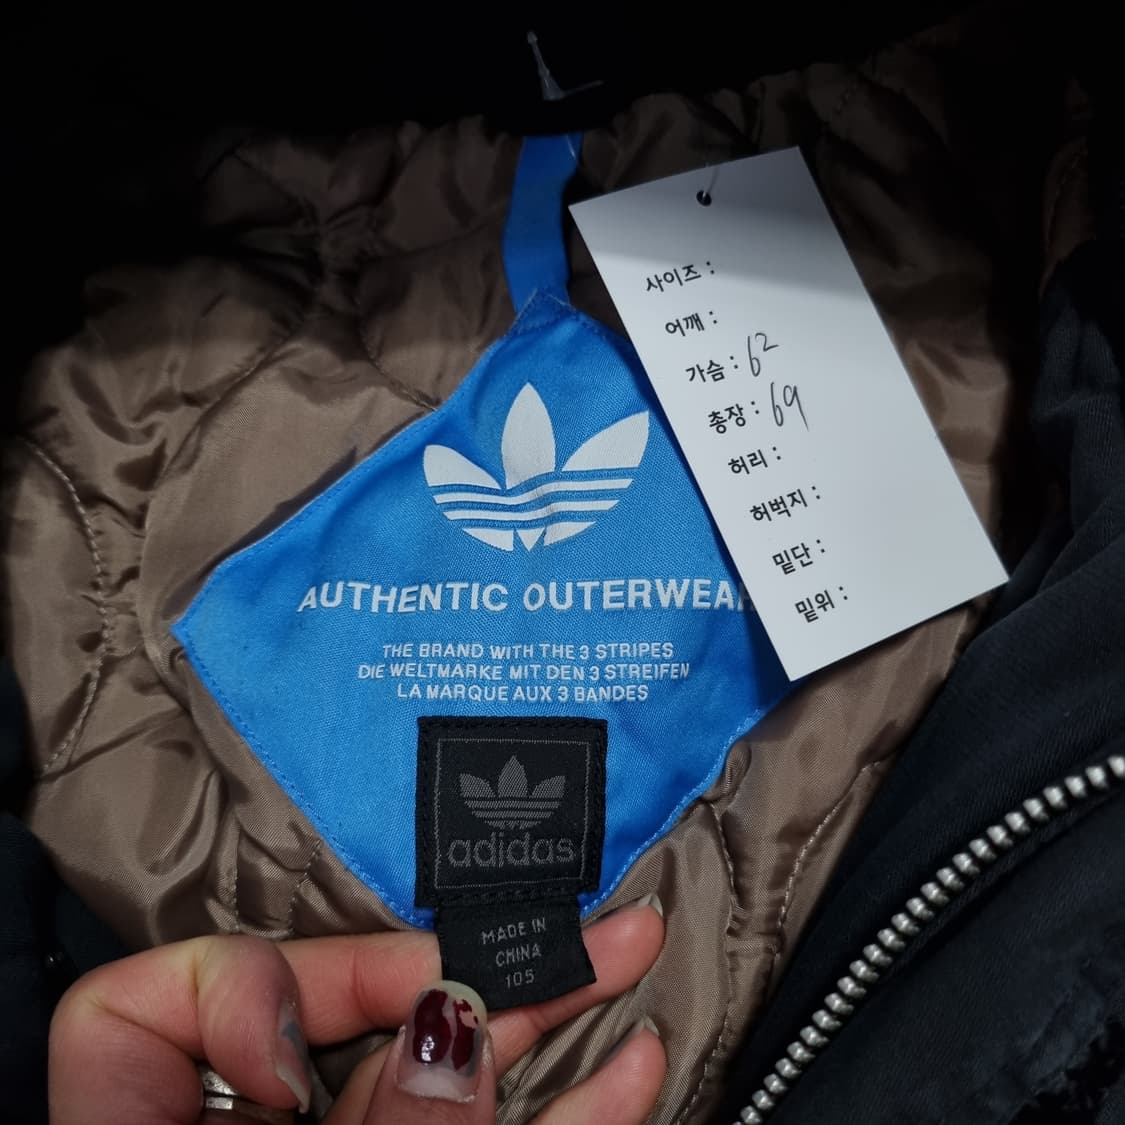 사이즈 :
어깨 :
가슴 : 62
총장 : 69
허리 :
허벅지 :
밑단 :
밑위 :
AUTHENTIC OUTERWEAR
THE BRAND WITH THE 3 STRIPES
DIE WELTMARKE MIT DEN 3 STREIFEN
LA MARQUE AUX 3 BANDES
adidas
MADE IN
CHINA
105